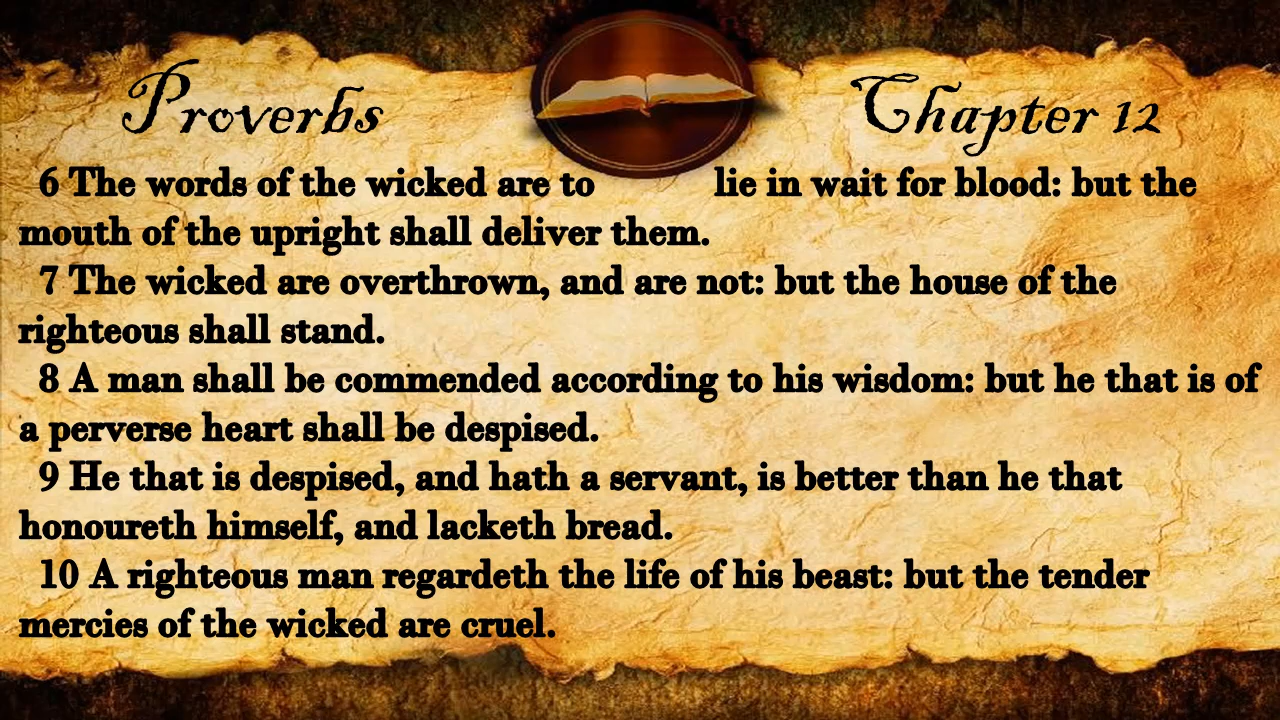 Proverbs Chapter 12
6 The words of the wicked are to lie in wait for blood: but the
mouth of the upright shall deliver them.
7 The wicked are overthrown, and are not: but the house of the
righteous shall stand.
8 A man shall be commended according to his wisdom: but he that is of
a perverse heart shall be despised.
9 He that is despised, and hath a servant, is better than he that
honoureth himself, and lacketh bread.
10 A righteous man regardeth the life of his beast: but the tender
mercies of the wicked are cruel.